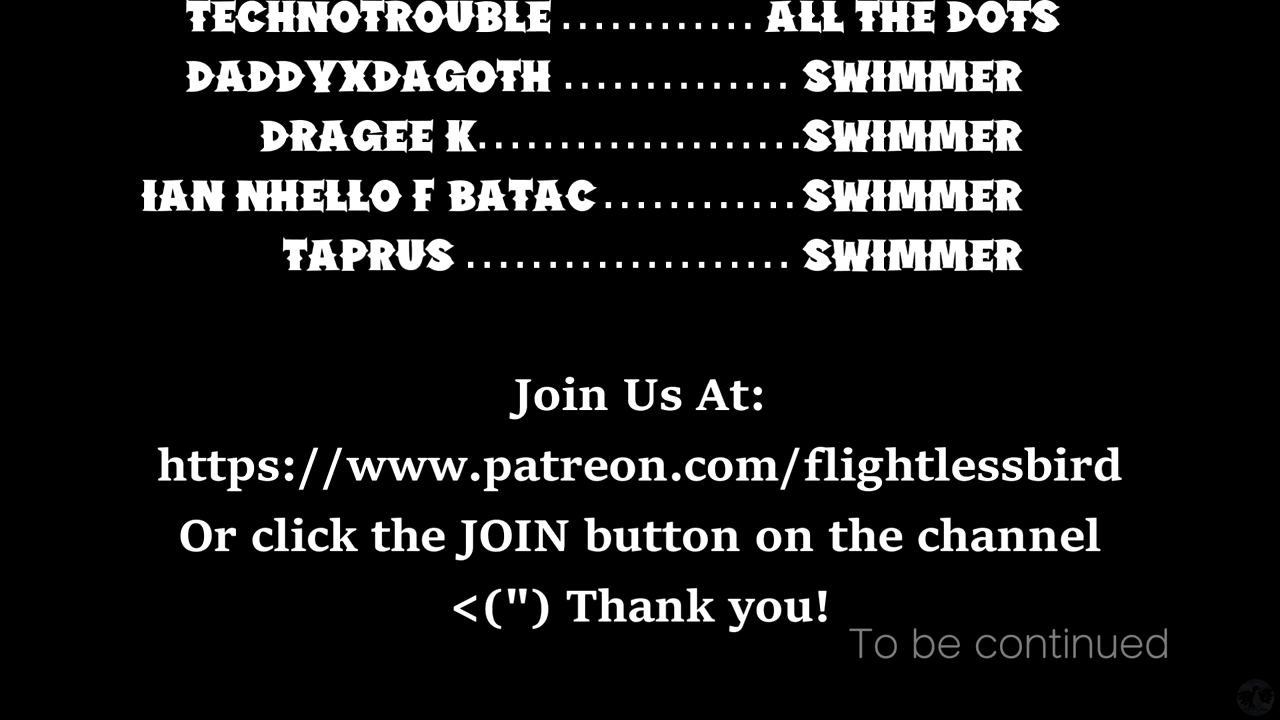 TECHNOTROUBLE ............ ALL THE DOTS
DADDYXDAGOTH .............. SWIMMER
DRAGEE K....................SWIMMER
IAN NHELLO F BATAC............SWIMMER
TAPRUS .................... SWIMMER
Join Us At:
https://www.patreon.com/flightlessbird
Or click the JOIN button on the channel
<(") Thank you!
To be continued